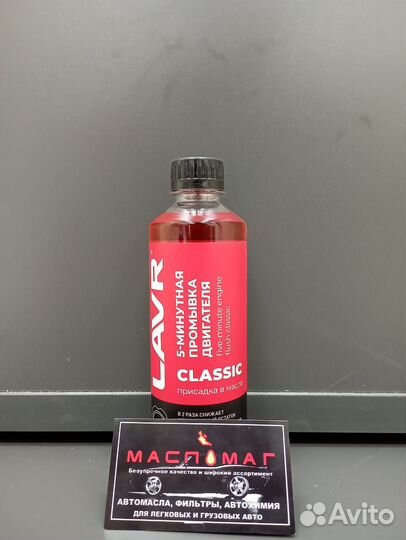 LAVR
5-МИНУТНАЯ
ПРОМЫВКА
ДВИГАТЕЛЯ
five-minute engine
flush classic
CLASSIC
присадка в масло
В 2 РАЗА СНИЖАЕТ
МАСПОМАГ
Безупречное качество и широкий ассортимент
АВТОМАСЛА, ФИЛЬТРЫ, АВТОХИМИЯ
ДЛЯ ЛЕГКОВЫХ И ГРУЗОВЫХ АВТО
Avito